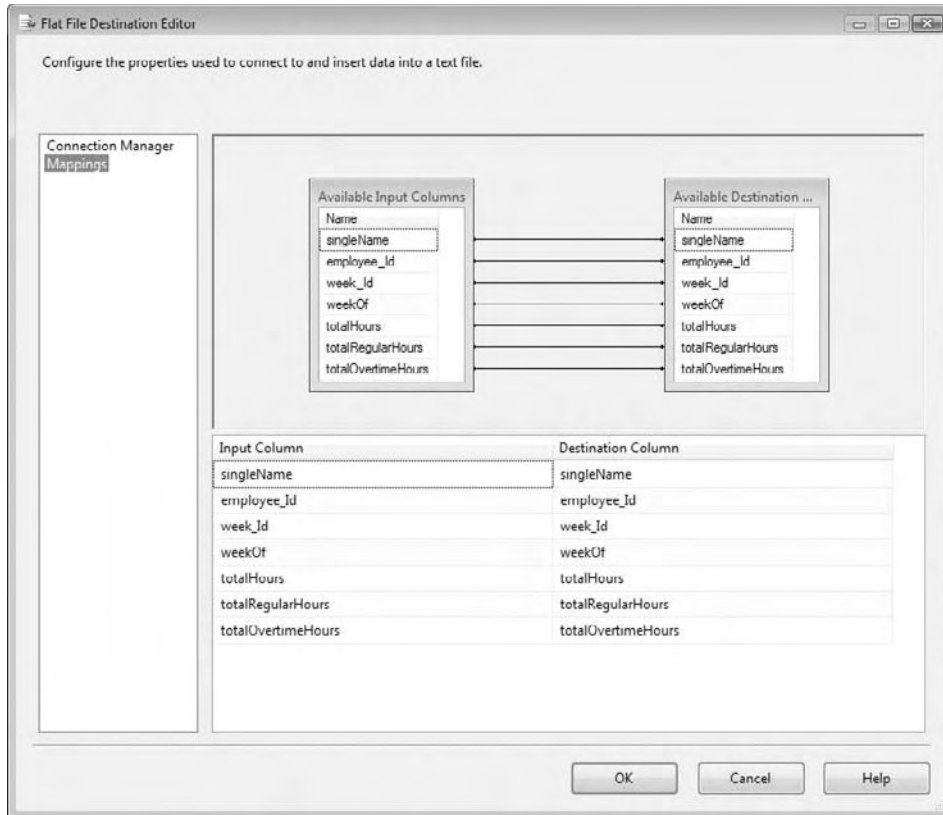 Flat File Destination Editor
Configure the properties used to connect to and insert data into a text file.
Connection Manager
Mappings
Available Input Columns
Name
singleName
employee_Id
week_Id
weekOf
totalHours
totalRegularHours
totalOvertimeHours
Available Destination ...
Name
singleName
employee_Id
week_Id
weekOf
totalHours
totalRegularHours
totalOvertimeHours
Input Column Destination Column
singleName singleName
employee_Id employee_Id
week_Id week_Id
weekOf weekOf
totalHours totalHours
totalRegularHours totalRegularHours
totalOvertimeHours totalOvertimeHours
OK Cancel Help